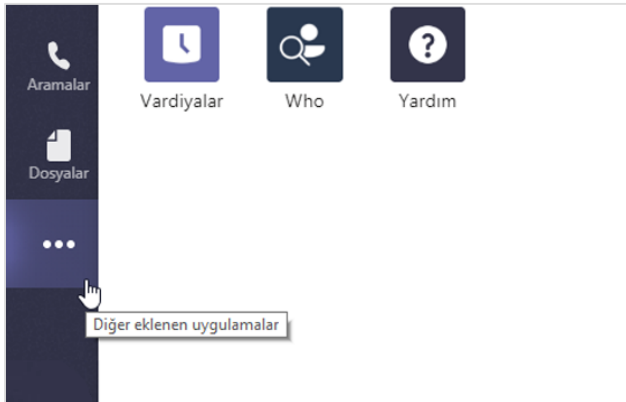 Aramalar
Dosyalar
Vardiyalar
Who
Yardım
Diğer eklenen uygulamalar